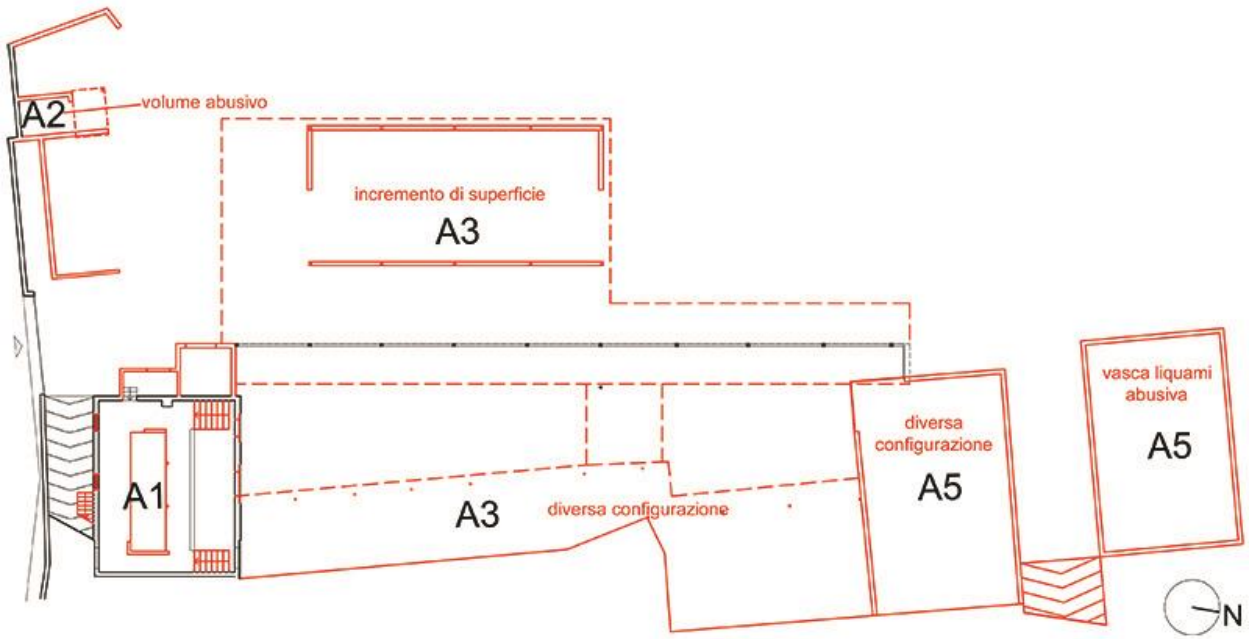 A2
volume abusivo
incremento di superficie
A3
vasca liquami
abusiva
A5
diversa
configurazione
A5
A1
A3
diversa configurazione
N